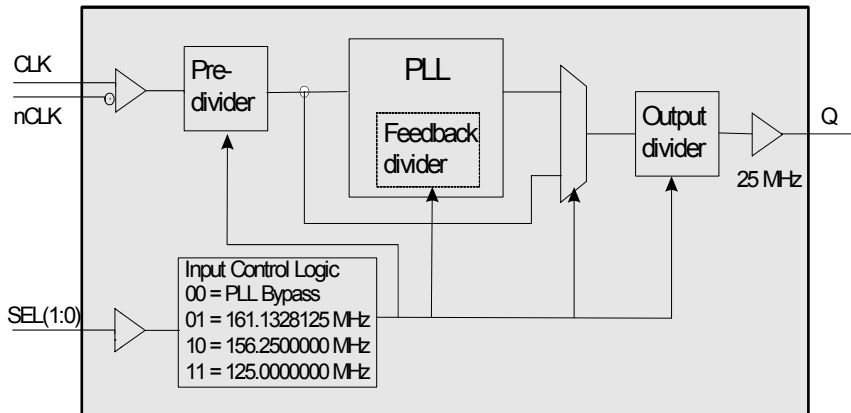 CLK
nCLK
Pre-
divider
PLL
Feedback
divider
Output
divider
Q
25 MHz
SEL(1:0)
Input Control Logic
00 = PLL Bypass
01 = 161.1328125 MHz
10 = 156.2500000 MHz
11 = 125.0000000 MHz